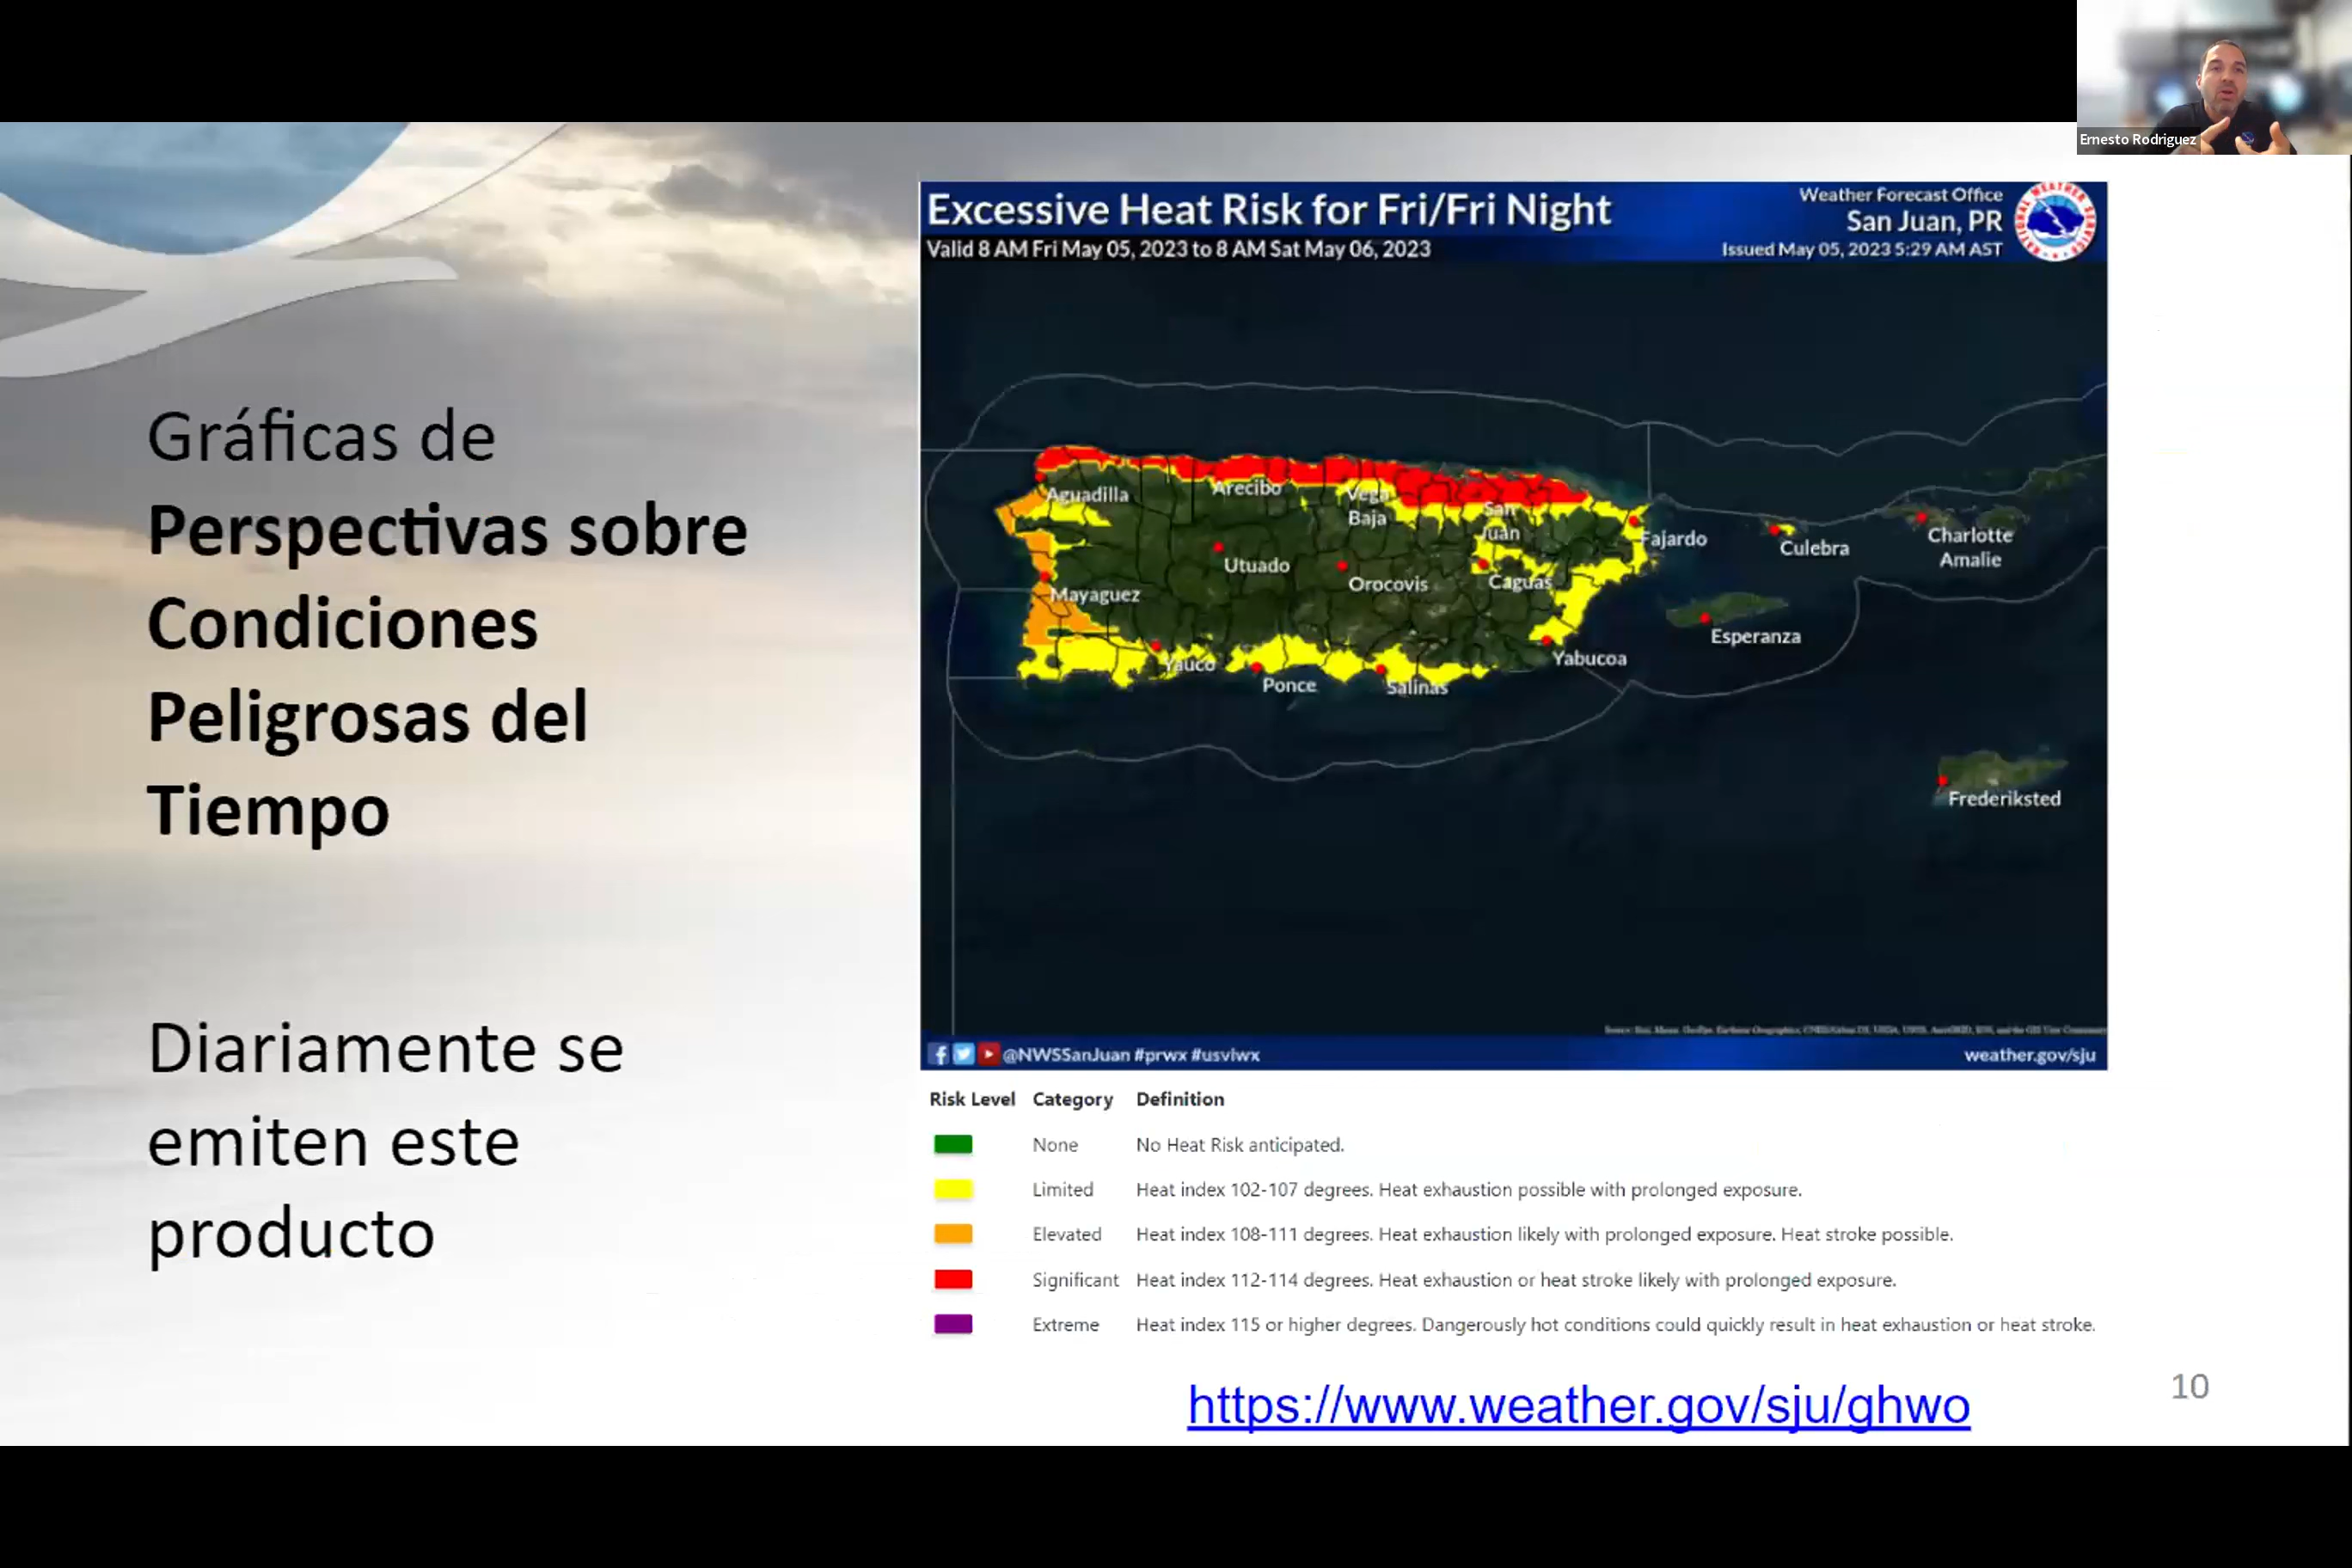 Ernesto Rodriguez
Gráficas de
Perspectivas sobre
Condiciones
Peligrosas del
Tiempo
Diariamente se
emiten este
producto
Excessive Heat Risk for Fri/Fri Night
Valid 8 AM Fri May 05, 2023 to 8 AM Sat May 06, 2023
Weather Forecast Office
San Juan, PR
Issued May 05, 2023 5:29 AM AST
Aguadilla
Arecibo
Vega
Baja
San
Juan
Fajardo
Culebra
Charlotte
Amalie
Utuado
Orocovis
Caguas
Mayaguez
Esperanza
Yauco
Ponce
Salinas
Yabucoa
Frederiksted
@NWSSanJuan #prwx #usviwx
weather.gov/sju
Risk Level Category Definition
None No Heat Risk anticipated.
Limited Heat index 102-107 degrees. Heat exhaustion possible with prolonged exposure.
Elevated Heat index 108-111 degrees. Heat exhaustion likely with prolonged exposure. Heat stroke possible.
Significant Heat index 112-114 degrees. Heat exhaustion or heat stroke likely with prolonged exposure.
Extreme Heat index 115 or higher degrees. Dangerously hot conditions could quickly result in heat exhaustion or heat stroke.
https://www.weather.gov/sju/ghwo
10